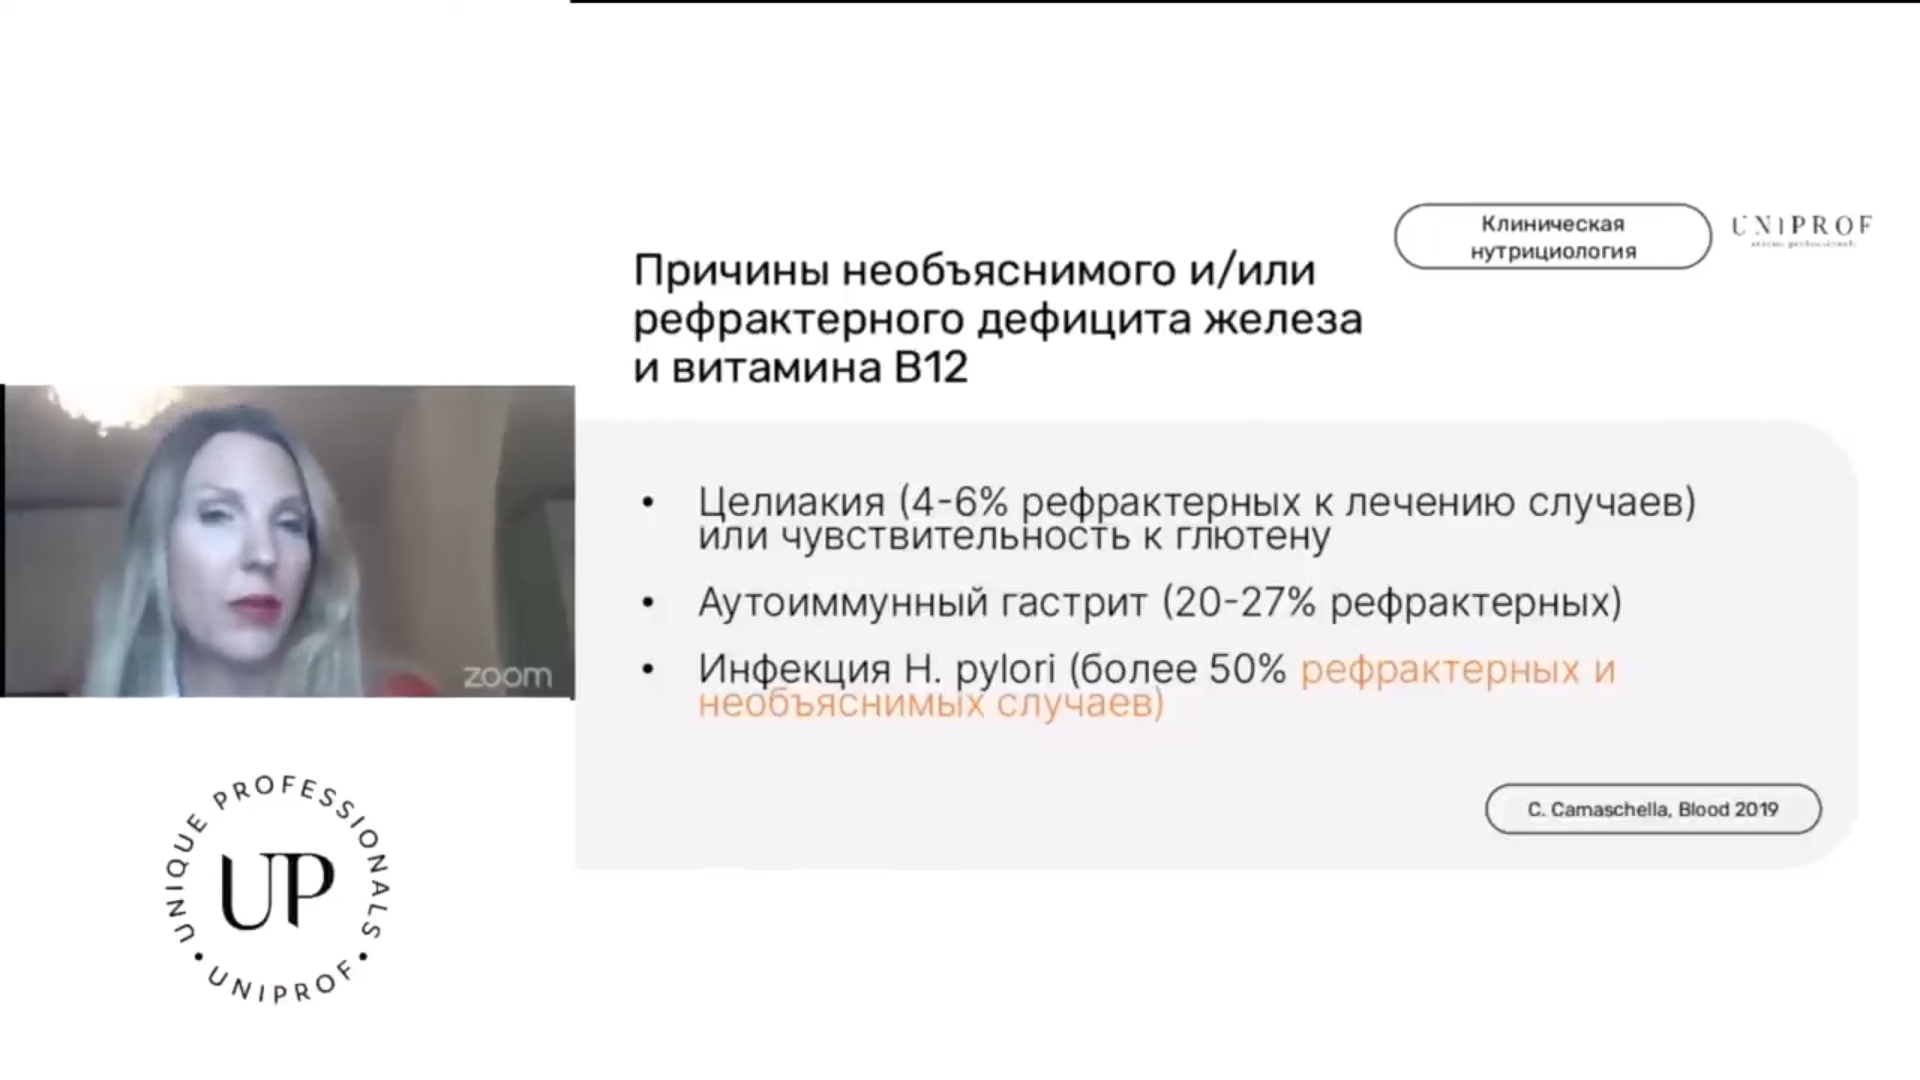 Клиническая
нутрициология
UNIPROF
Причины необъяснимого и/или
рефрактерного дефицита железа
и витамина B12
• Целиакия (4-6% рефрактерных к лечению случаев)
или чувствительность к глютену
• Аутоиммунный гастрит (20-27% рефрактерных)
• Инфекция H. pylori (более 50% рефрактерных и
необъяснимых случаев)
C. Camaschella, Blood 2019
zoom
UNIQUE PROFESSIONALS
UP
• UNIPROF •